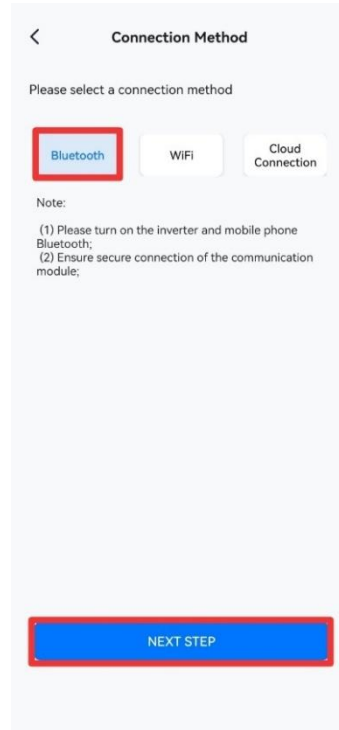 Connection Method
Please select a connection method
Bluetooth
WiFi
Cloud
Connection
Note:
(1) Please turn on the inverter and mobile phone
Bluetooth;
(2) Ensure secure connection of the communication
module;
NEXT STEP